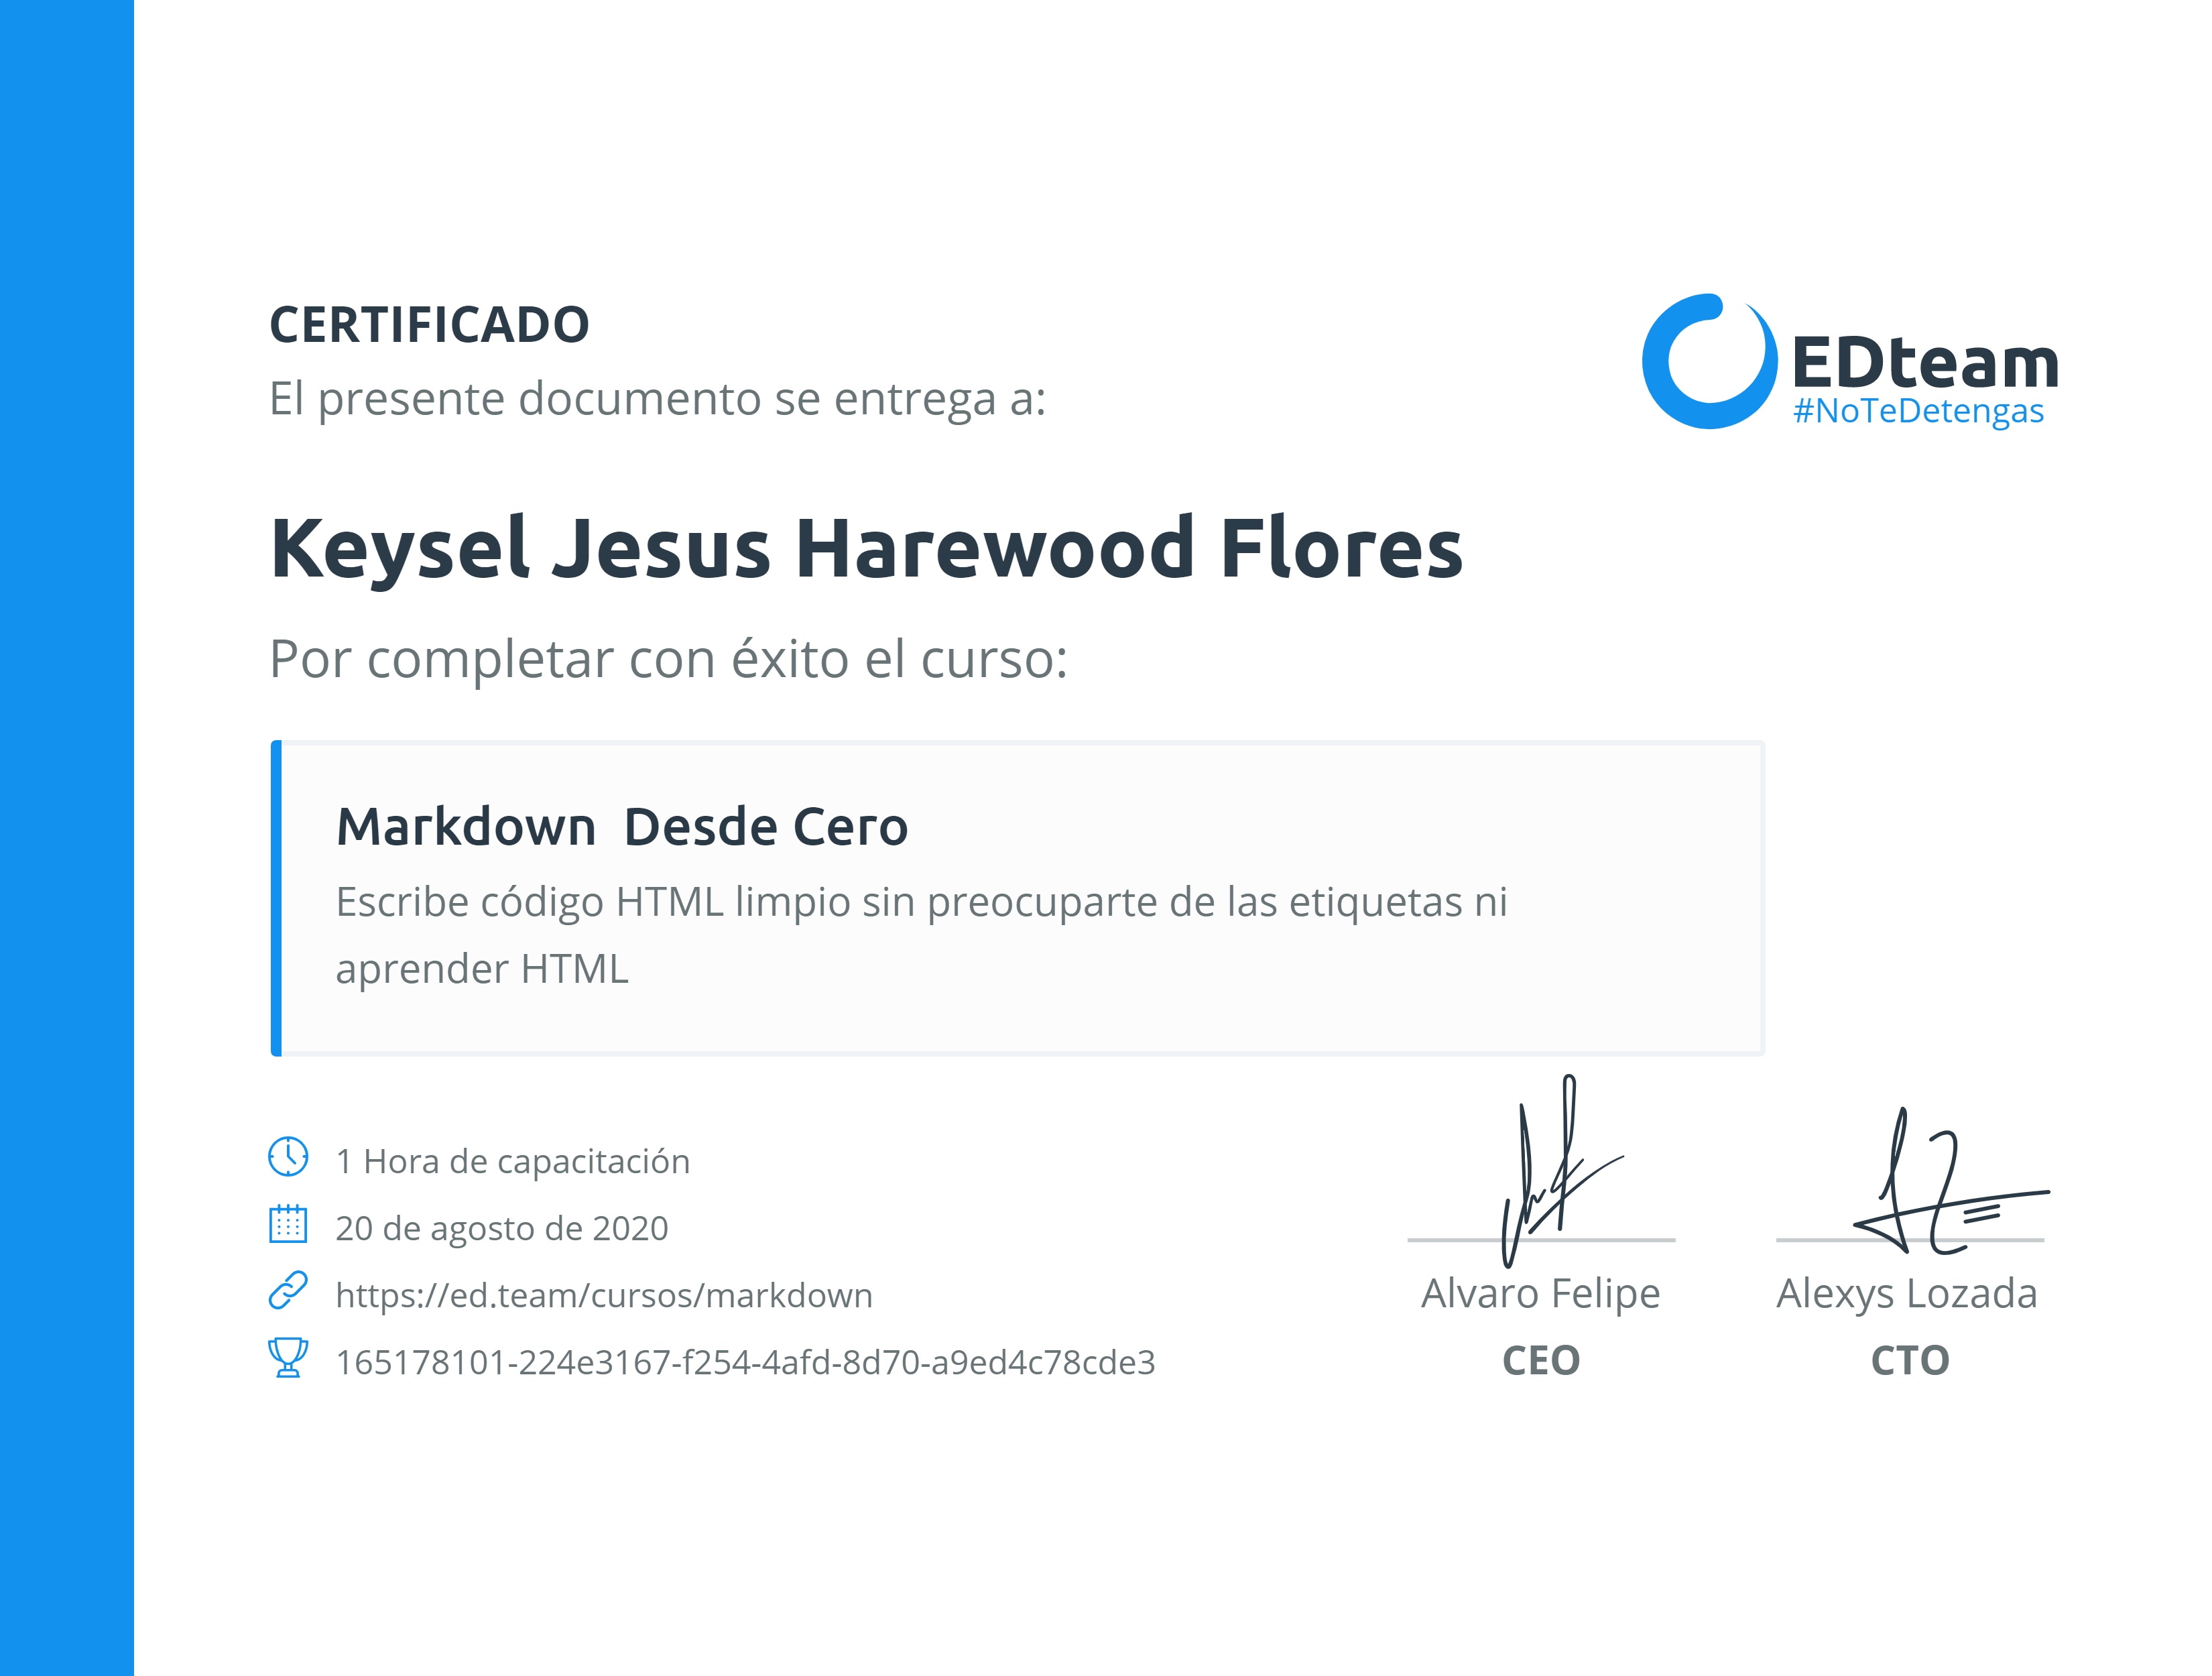 CERTIFICADO
El presente documento se entrega a:
EDteam
#NoTeDetengas
Keysel Jesus Harewood Flores
Por completar con éxito el curso:
Markdown  Desde Cero
Escribe código HTML limpio sin preocuparte de las etiquetas ni
aprender HTML
1 Hora de capacitación
20 de agosto de 2020
https://ed.team/cursos/markdown
165178101-224e3167-f254-4afd-8d70-a9ed4c78cde3
Alvaro Felipe
CEO
Alexys Lozada
CTO